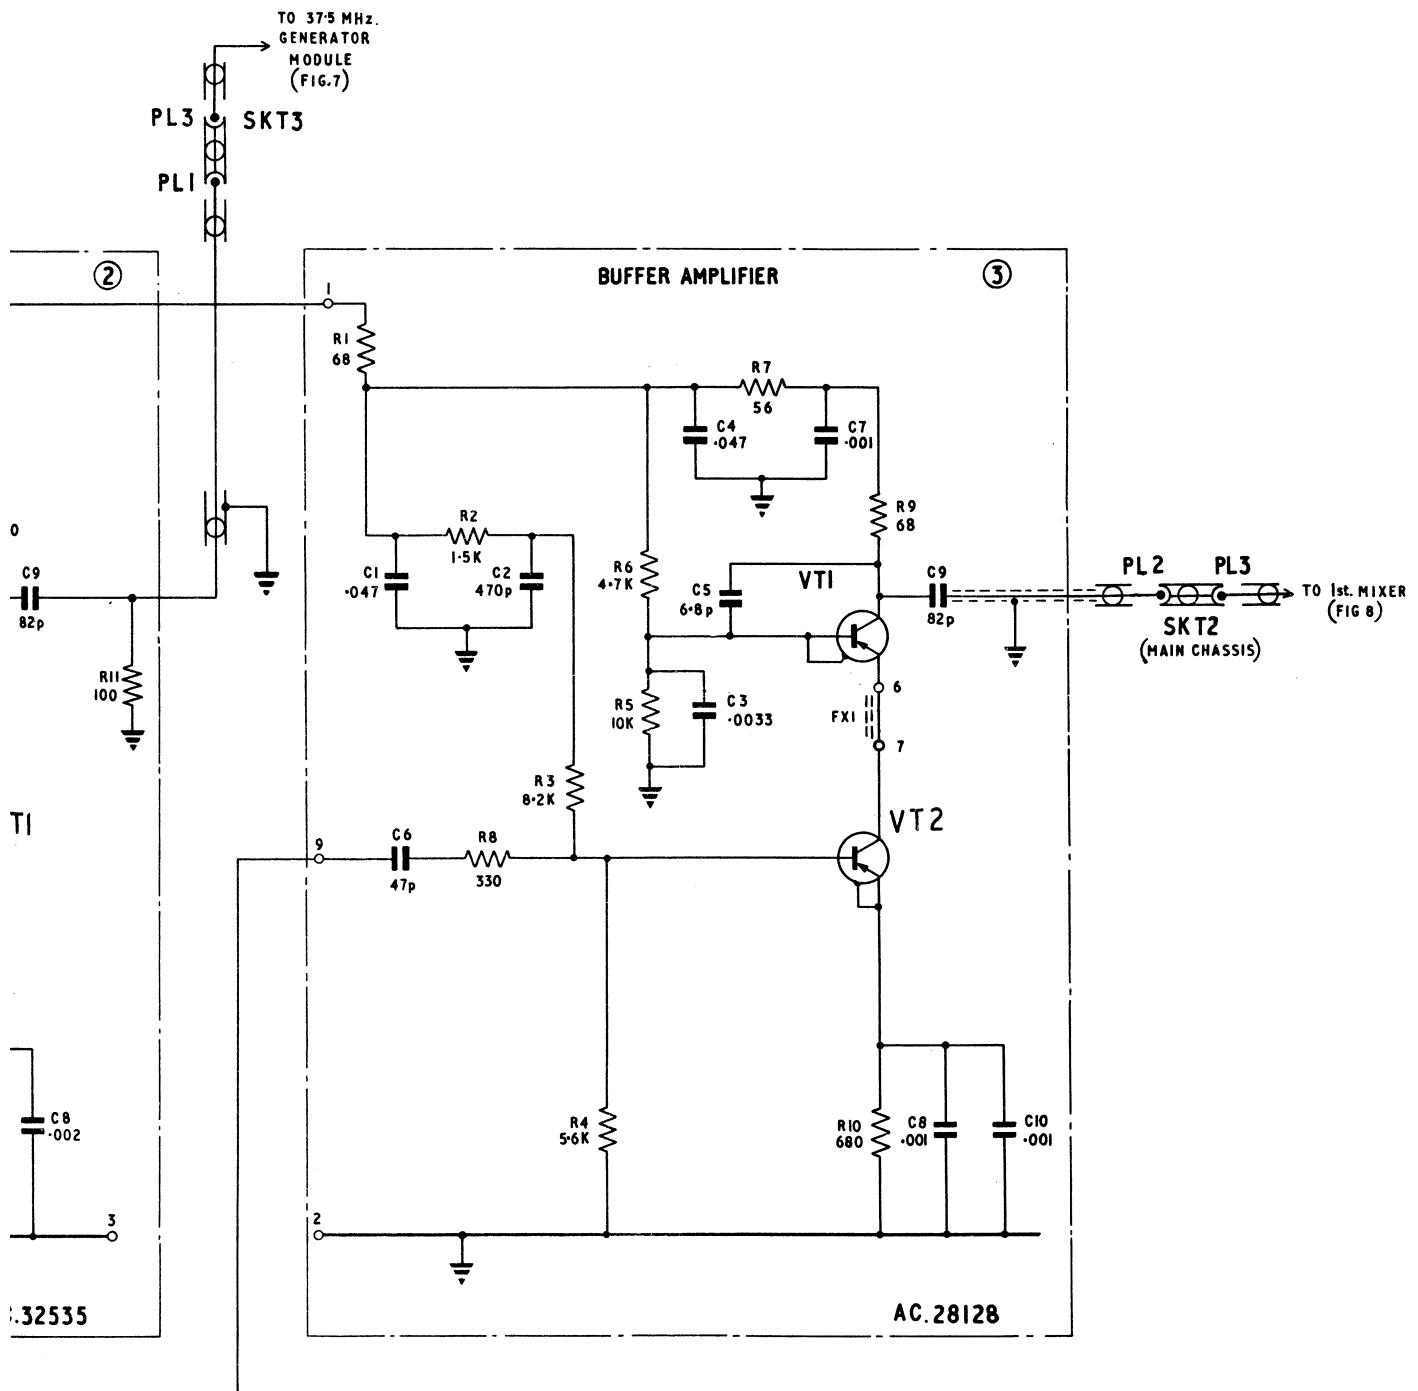 TO 37·5 MHz.
GENERATOR
MODULE
(FIG.7)
PL3 SKT3
PL1
2
BUFFER AMPLIFIER
3
1
R1
68
R7
56
C4
·047
C7
·001
R9
68
0
R2
1·5K
C1
·047
C2
470p
R6
4·7K
C5
6·8p
VT1
C9
82p
PL2
PL3
TO 1st. MIXER
(FIG 8)
SKT2
(MAIN CHASSIS)
C9
82p
R11
100
R5
10K
C3
·0033
6
FX1
7
R3
8·2K
T1
VT2
9
C6
47p
R8
330
C8
·002
R4
5·6K
R10
680
C8
·001
C10
·001
3
2
.32535
AC.28128